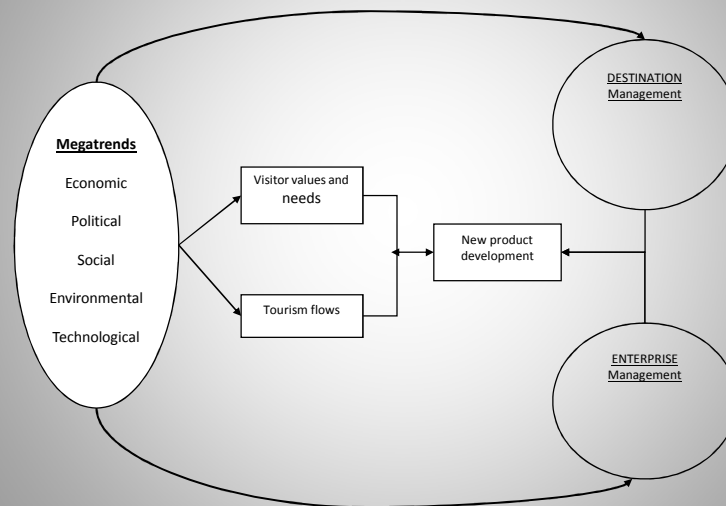 Megatrends
Economic
Political
Social
Environmental
Technological
Visitor values and
needs
Tourism flows
New product
development
DESTINATION
Management
ENTERPRISE
Management